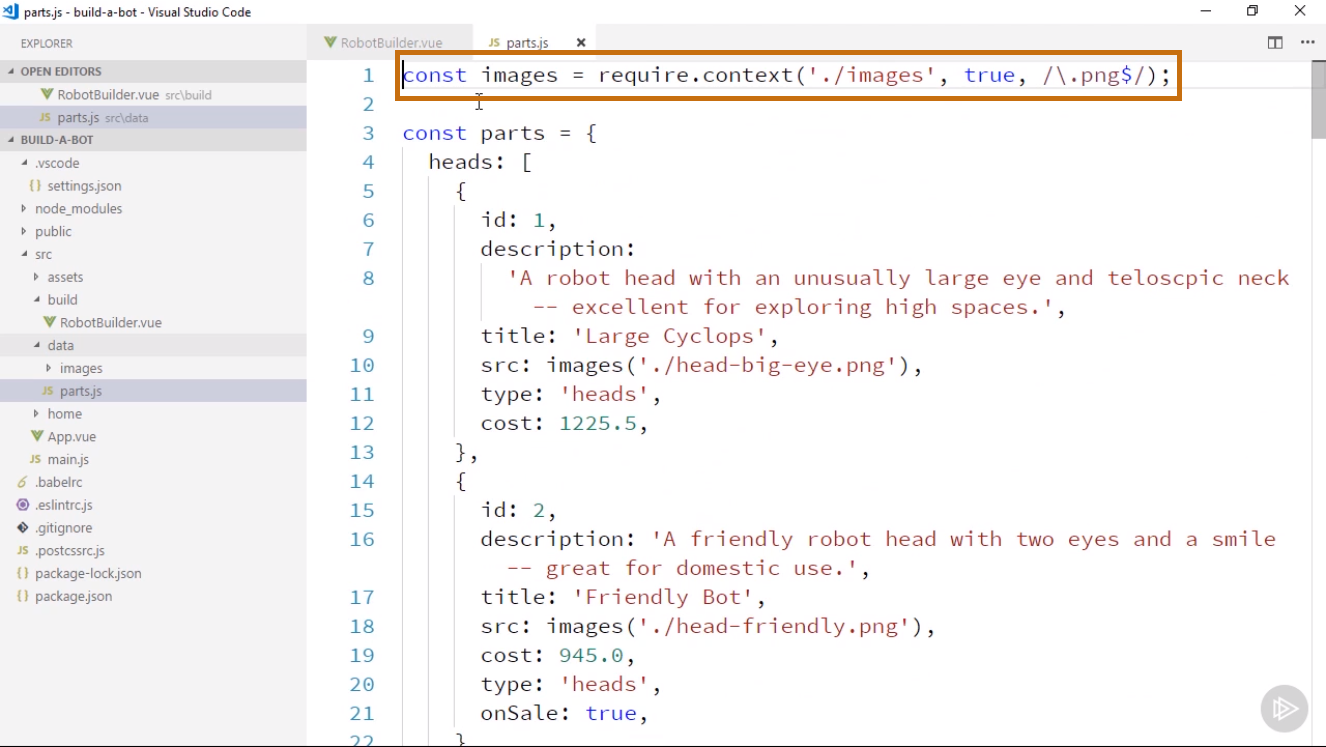 parts.js - build-a-bot - Visual Studio Code
EXPLORER
OPEN EDITORS
RobotBuilder.vue src\build
JS parts.js src\data
BUILD-A-BOT
.vscode
{} settings.json
node_modules
public
src
assets
build
RobotBuilder.vue
data
images
JS parts.js
home
App.vue
JS main.js
.babelrc
.eslintrc.js
.gitignore
JS .postcssrc.js
{} package-lock.json
{} package.json
RobotBuilder.vue
JS parts.js
1 const images = require.context('./images', true, /\.png$/);
2
3 const parts = {
4 heads: [
5 {
6 id: 1,
7 description:
8 'A robot head with an unusually large eye and teloscpic neck
-- excellent for exploring high spaces.',
9 title: 'Large Cyclops',
10 src: images('./head-big-eye.png'),
11 type: 'heads',
12 cost: 1225.5,
13 },
14 {
15 id: 2,
16 description: 'A friendly robot head with two eyes and a smile
-- great for domestic use.',
17 title: 'Friendly Bot',
18 src: images('./head-friendly.png'),
19 cost: 945.0,
20 type: 'heads',
21 onSale: true,
22 }